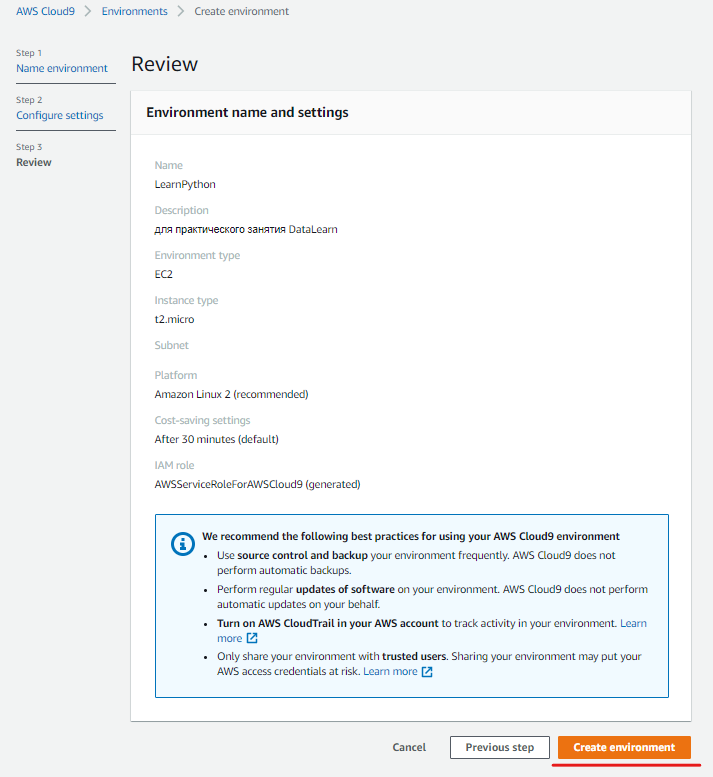 AWS Cloud9 > Environments > Create environment
Step 1
Name environment
Step 2
Configure settings
Step 3
Review
Review
Environment name and settings
Name
LearnPython
Description
для практического занятия DataLearn
Environment type
EC2
Instance type
t2.micro
Subnet
Platform
Amazon Linux 2 (recommended)
Cost-saving settings
After 30 minutes (default)
IAM role
AWSServiceRoleForAWSCloud9 (generated)
We recommend the following best practices for using your AWS Cloud9 environment
• Use source control and backup your environment frequently. AWS Cloud9 does not
perform automatic backups.
• Perform regular updates of software on your environment. AWS Cloud9 does not perform
automatic updates on your behalf.
• Turn on AWS CloudTrail in your AWS account to track activity in your environment. Learn
more
• Only share your environment with trusted users. Sharing your environment may put your
AWS access credentials at risk. Learn more
Cancel Previous step Create environment